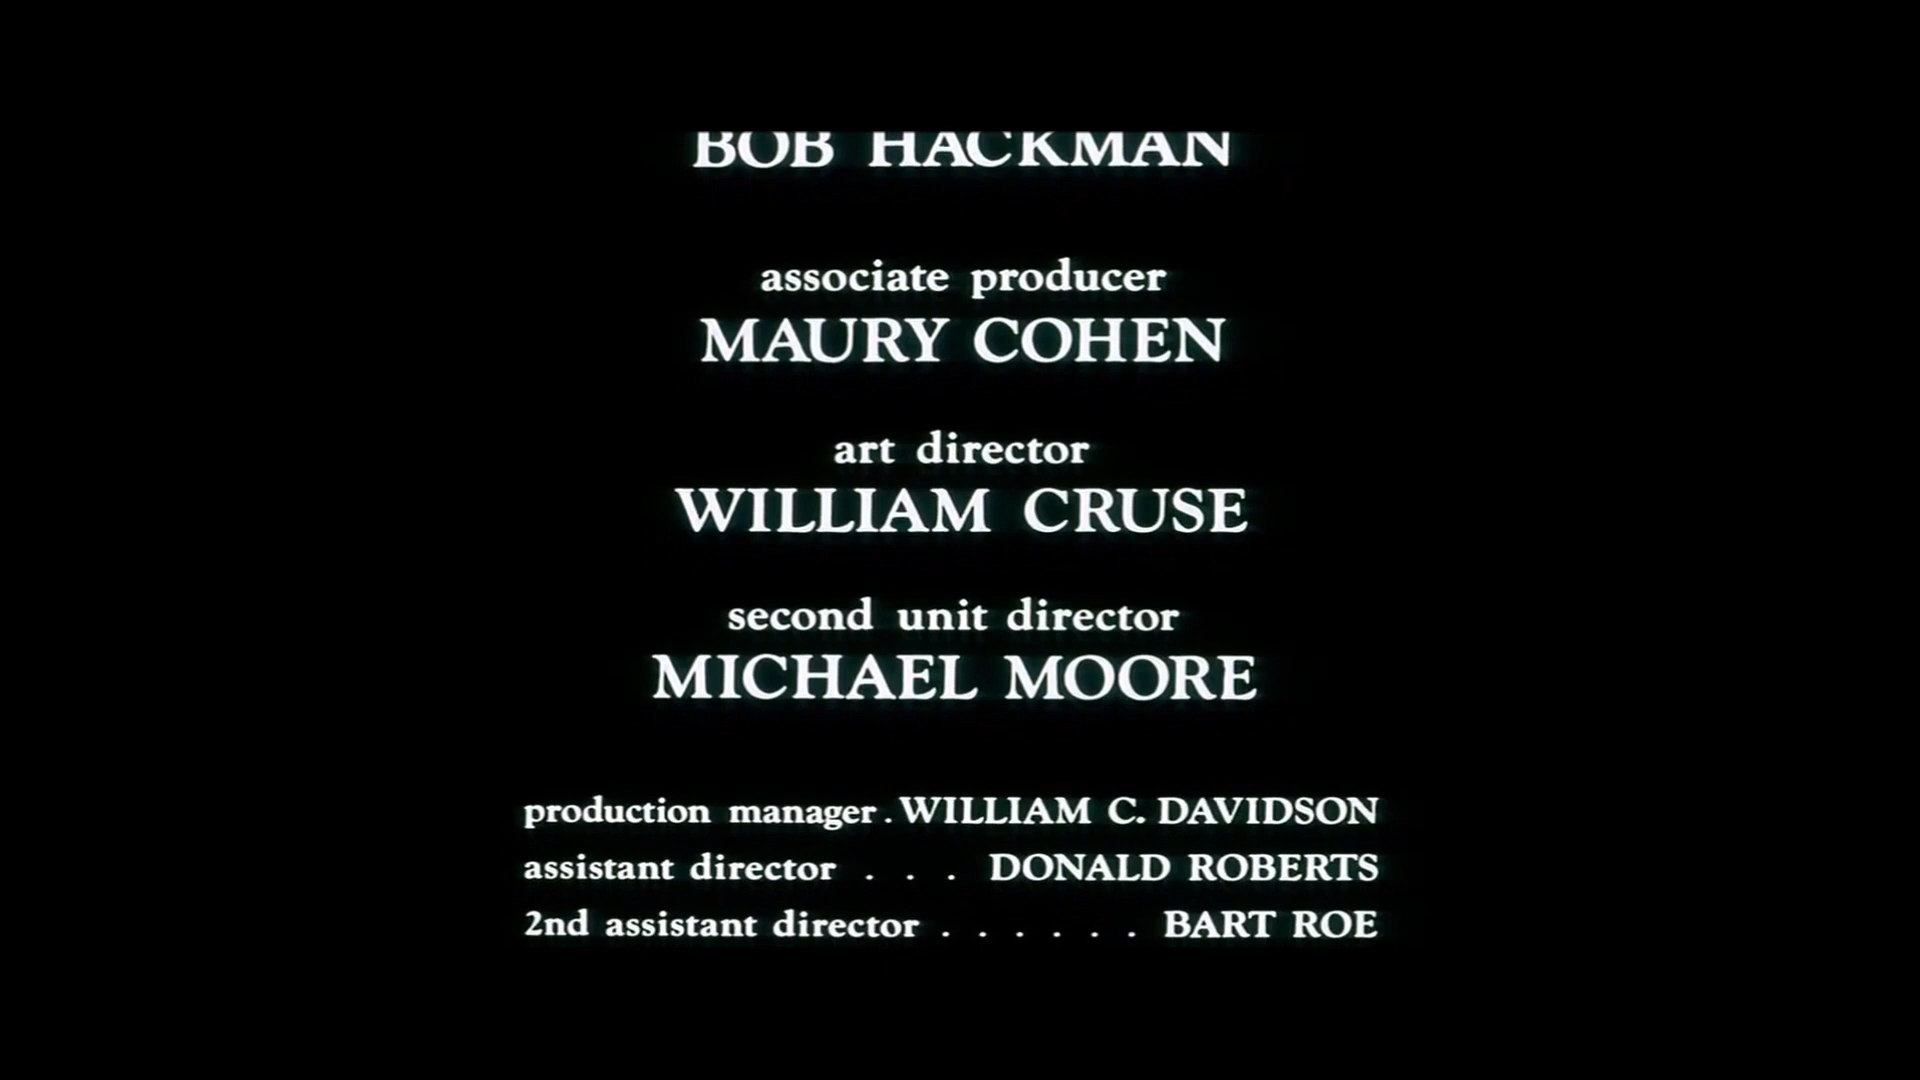 BOB HACKMAN
associate producer
MAURY COHEN
art director
WILLIAM CRUSE
second unit director
MICHAEL MOORE
production manager . WILLIAM C. DAVIDSON
assistant director . . . DONALD ROBERTS
2nd assistant director . . . . . . BART ROE